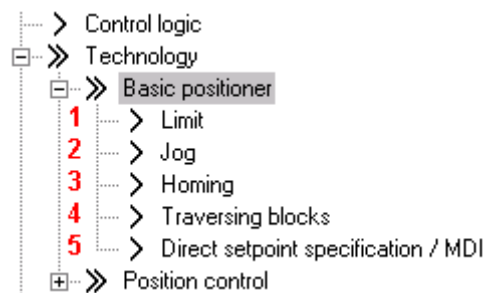 Control logic
Technology
Basic positioner
1 Limit
2 Jog
3 Homing
4 Traversing blocks
5 Direct setpoint specification / MDI
Position control